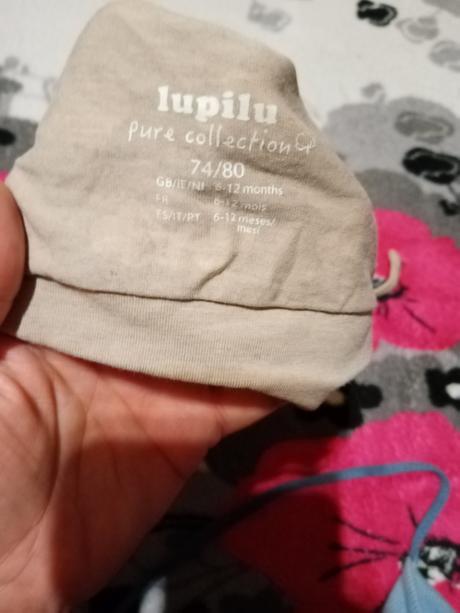 lupilu
pure collection
74/80
GB/IE/NI 6-12 months
FR 6-12 mois
ES/IT/PT 6-12 meses/
mesi